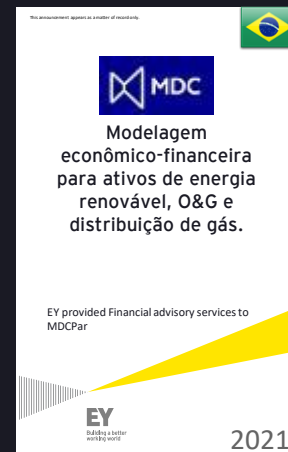 This announcement appears as a matter of record only.
MDC
Modelagem
econômico-financeira
para ativos de energia
renovável, O&G e
distribuição de gás.
EY provided Financial advisory services to
MDCPar
EY
Building a better
working world
2021